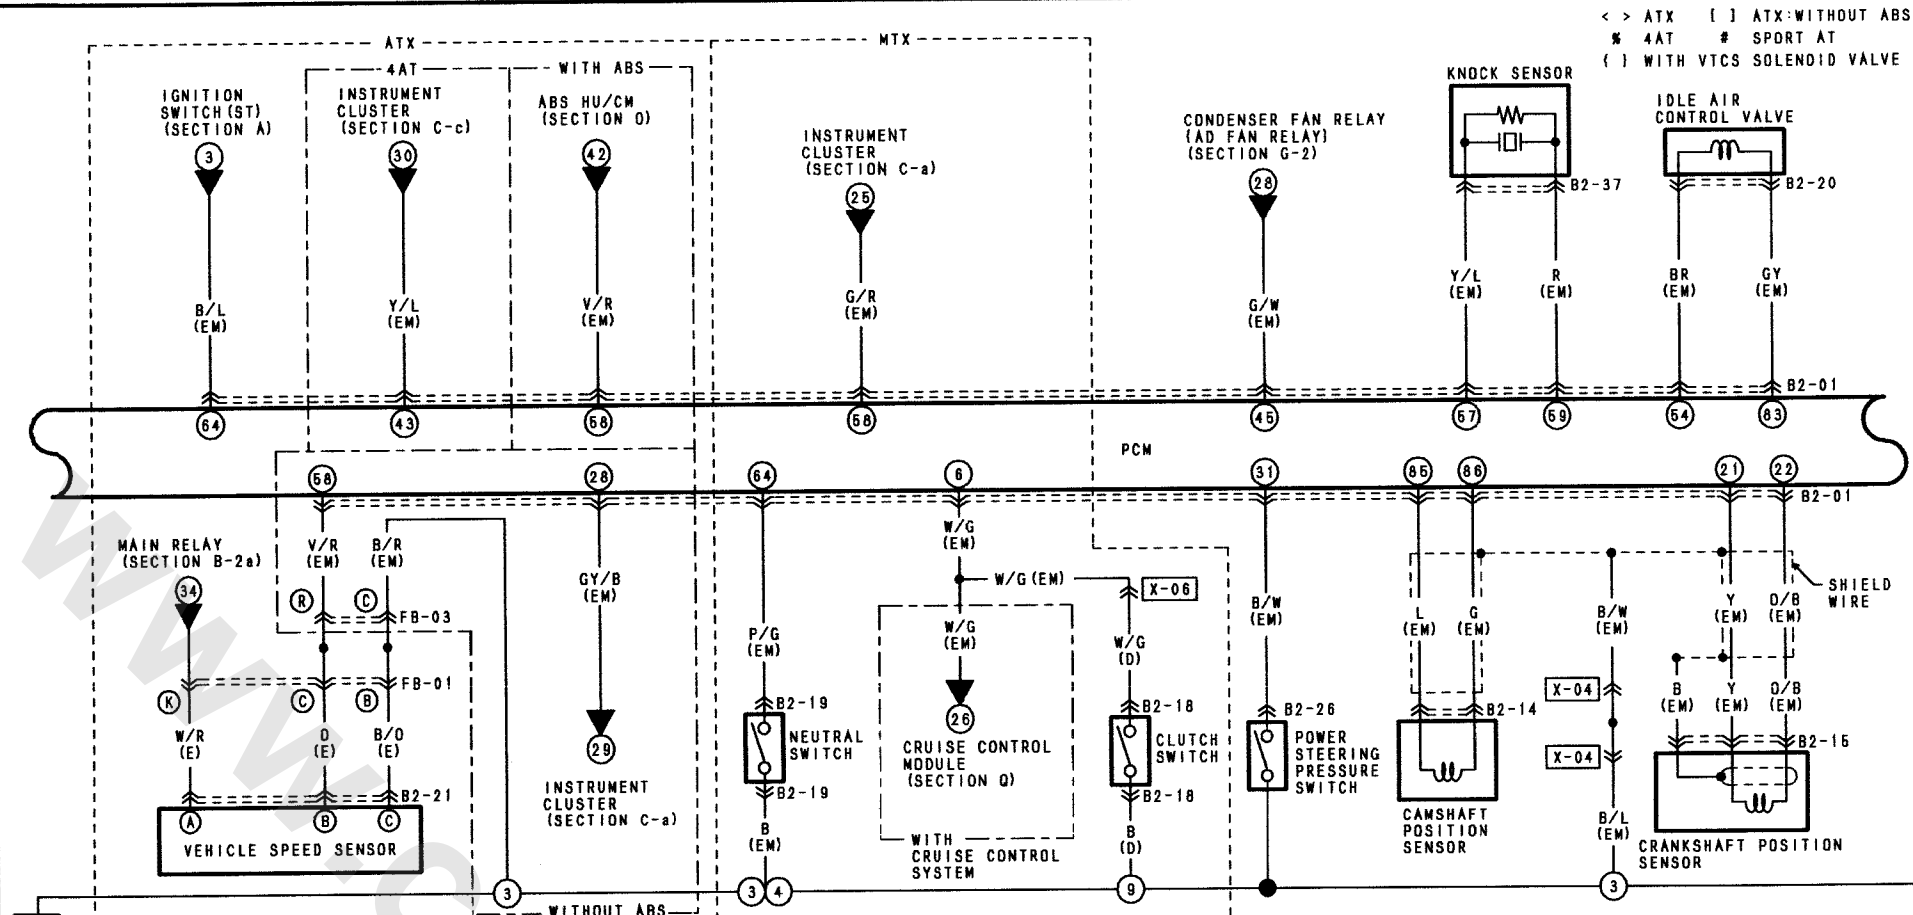 < > ATX [ ] ATX:WITHOUT ABS
% 4AT # SPORT AT
( ) WITH VTCS SOLENOID VALVE
ATX
MTX
4AT
WITH ABS
IGNITION
SWITCH(ST)
(SECTION A)
3
B/L
(EM)
64
INSTRUMENT
CLUSTER
(SECTION C-c)
30
Y/L
(EM)
43
ABS HU/CM
(SECTION O)
42
V/R
(EM)
58
INSTRUMENT
CLUSTER
(SECTION C-a)
25
G/R
(EM)
58
CONDENSER FAN RELAY
(AD FAN RELAY)
(SECTION G-2)
28
G/W
(EM)
45
KNOCK SENSOR
B2-37
Y/L
(EM)
R
(EM)
57
59
IDLE AIR
CONTROL VALVE
B2-20
BR
(EM)
GY
(EM)
B2-01
54
83
PCM
58
28
64
6
31
85
86
21
22
B2-01
MAIN RELAY
(SECTION B-2a)
34
V/R
(EM)
B/R
(EM)
R
C
FB-03
FB-01
K
C
B
W/R
(E)
O
(E)
B/O
(E)
B2-21
A
B
C
VEHICLE SPEED SENSOR
GY/B
(EM)
29
INSTRUMENT
CLUSTER
(SECTION C-a)
3
WITHOUT ABS
P/G
(EM)
B2-19
NEUTRAL
SWITCH
B2-19
B
(EM)
3
4
W/G
(EM)
W/G(EM)
X-06
W/G
(EM)
26
CRUISE CONTROL
MODULE
(SECTION Q)
WITH
CRUISE CONTROL
SYSTEM
W/G
(D)
B2-18
CLUTCH
SWITCH
B2-18
B
(D)
9
B/W
(EM)
B2-26
POWER
STEERING
PRESSURE
SWITCH
L
(EM)
G
(EM)
B2-14
CAMSHAFT
POSITION
SENSOR
B/W
(EM)
X-04
X-04
B/L
(EM)
3
SHIELD
WIRE
Y
(EM)
O/B
(EM)
B
(EM)
Y
(EM)
O/B
(EM)
B2-15
CRANKSHAFT POSITION
SENSOR
www.c